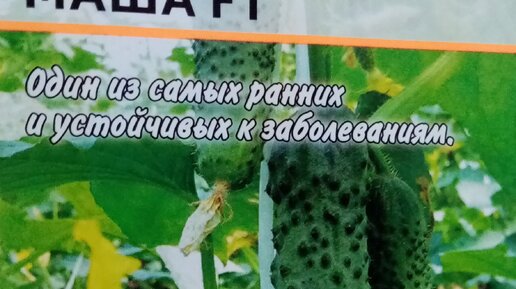 МАША F1
Один из самых ранних
и устойчивых к заболеваниям.